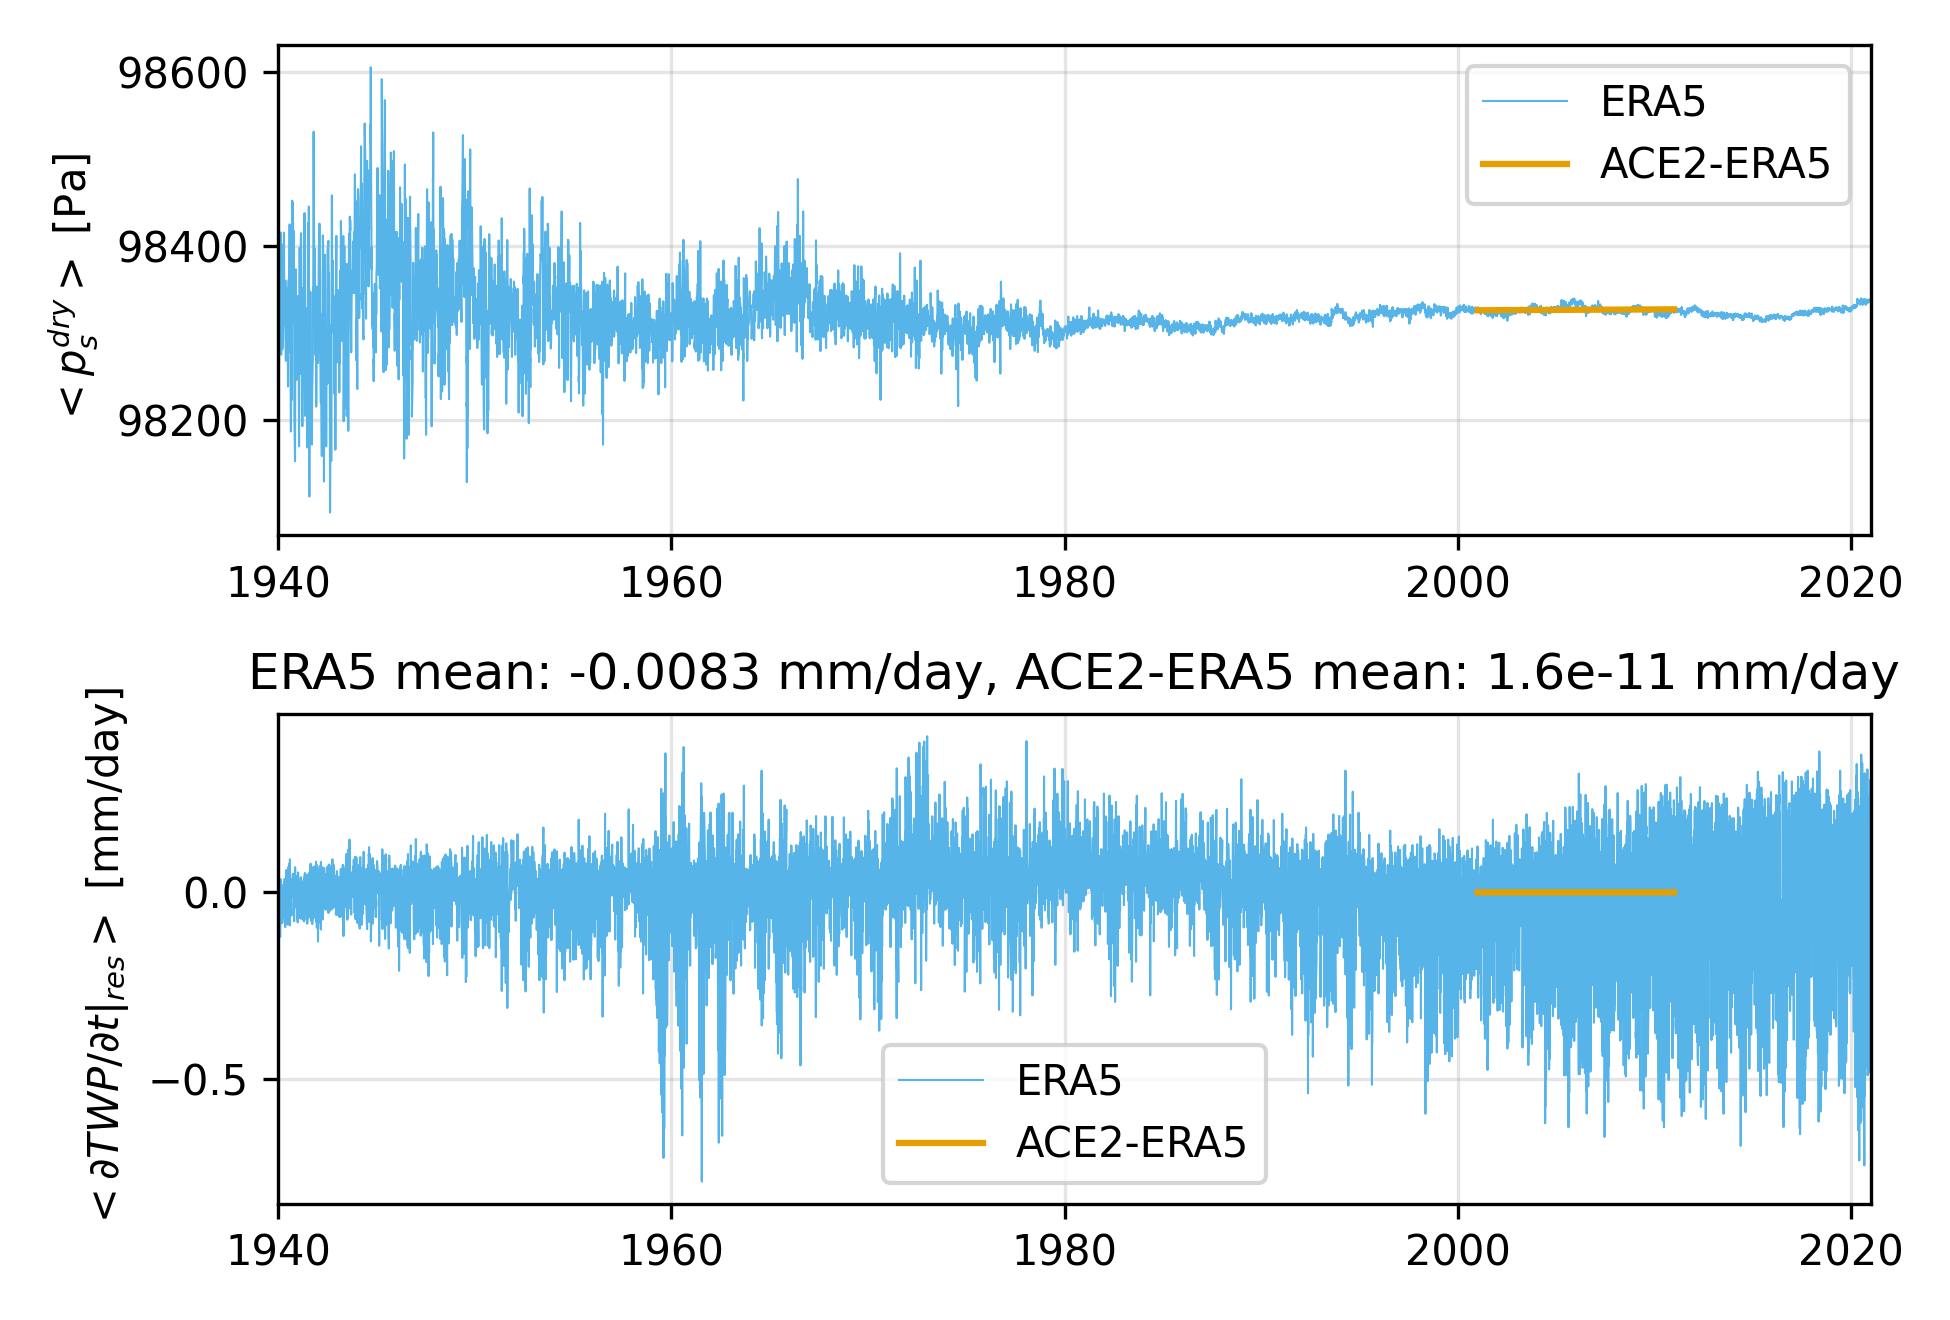 98600
98400
98200
< p_s^{dry} > [Pa]
ERA5
ACE2-ERA5
1940 1960 1980 2000 2020
ERA5 mean: -0.0083 mm/day, ACE2-ERA5 mean: 1.6e-11 mm/day
0.0
−0.5
< ∂TWP/∂t|_{res} > [mm/day]
ERA5
ACE2-ERA5
1940 1960 1980 2000 2020